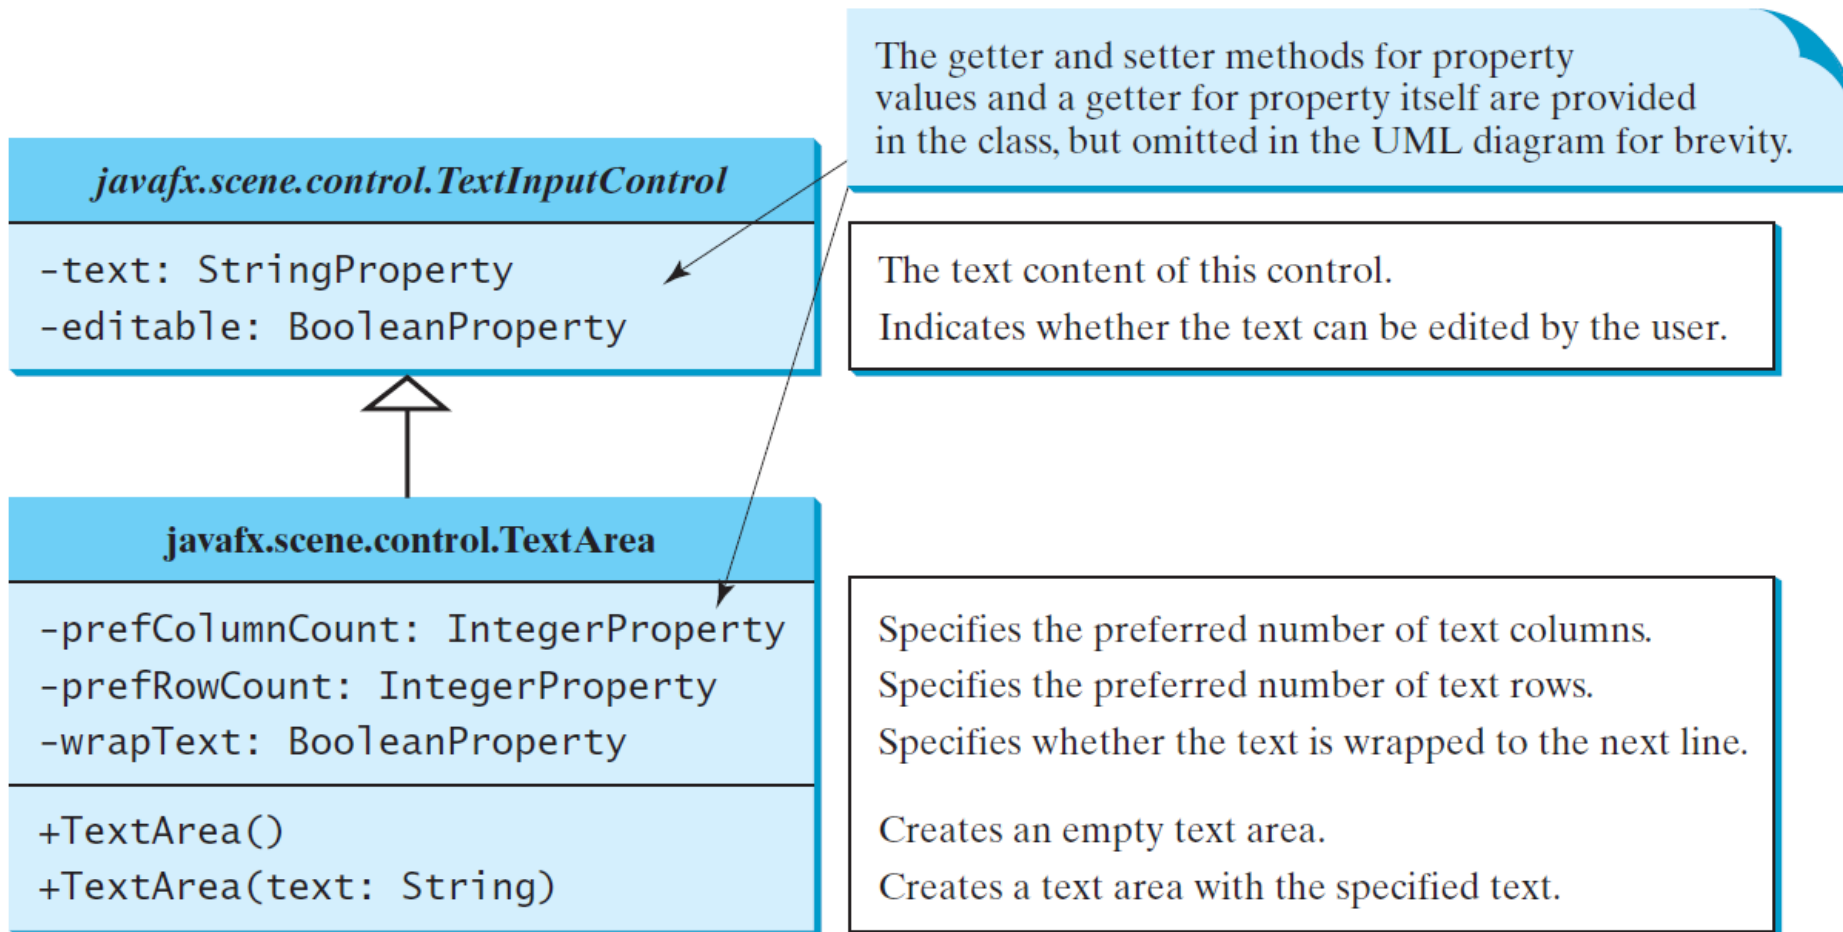 The getter and setter methods for property
values and a getter for property itself are provided
in the class, but omitted in the UML diagram for brevity.
javafx.scene.control.TextInputControl
-text: StringProperty
-editable: BooleanProperty
The text content of this control.
Indicates whether the text can be edited by the user.
javafx.scene.control.TextArea
-prefColumnCount: IntegerProperty
-prefRowCount: IntegerProperty
-wrapText: BooleanProperty
+TextArea()
+TextArea(text: String)
Specifies the preferred number of text columns.
Specifies the preferred number of text rows.
Specifies whether the text is wrapped to the next line.
Creates an empty text area.
Creates a text area with the specified text.